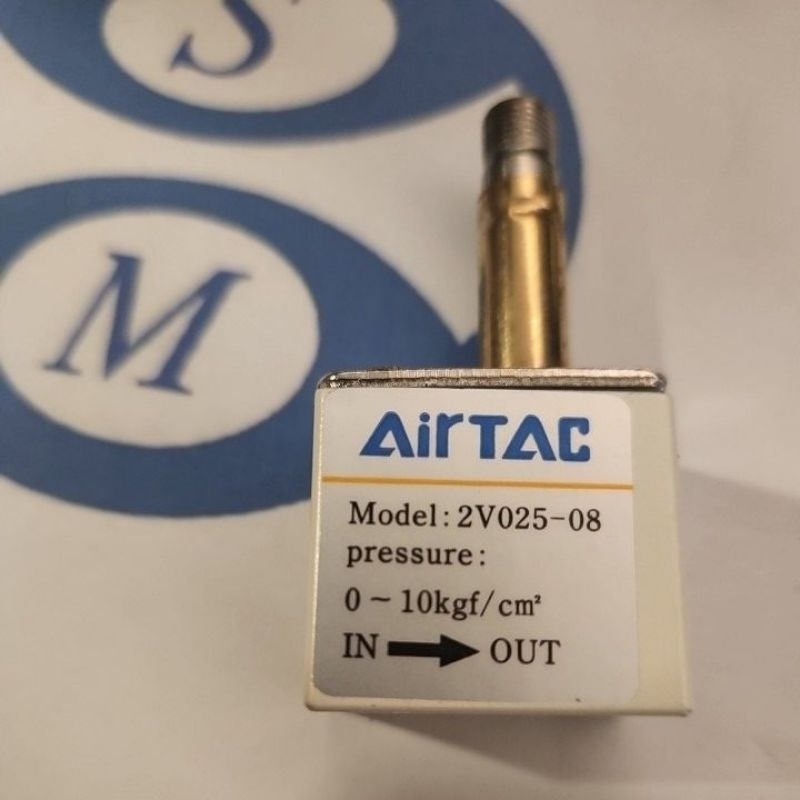 S
M
AirTAC
Model: 2V025-08
pressure:
0~10kgf/cm²
IN → OUT